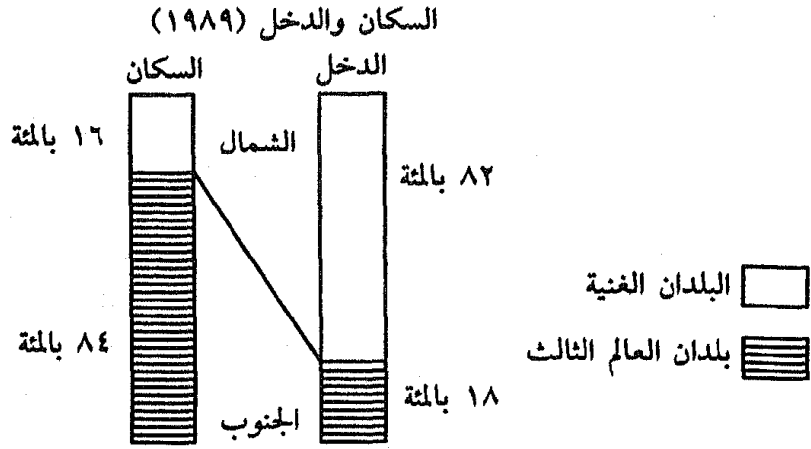 السكان والدخل (١٩٨٩)
الدخل
السكان
٨٢ بالمئة
الشمال
١٦ بالمئة
البلدان الغنية
بلدان العالم الثالث
٨٤ بالمئة
١٨ بالمئة
الجنوب